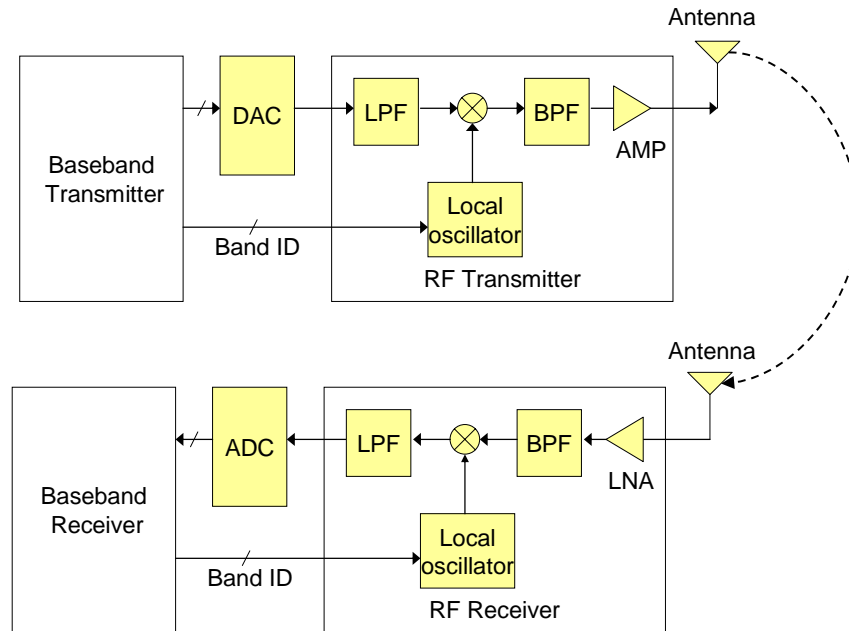 Antenna
DAC
LPF
BPF
AMP
Baseband
Transmitter
Local
oscillator
Band ID
RF Transmitter
Antenna
ADC
LPF
BPF
LNA
Baseband
Receiver
Local
oscillator
Band ID
RF Receiver